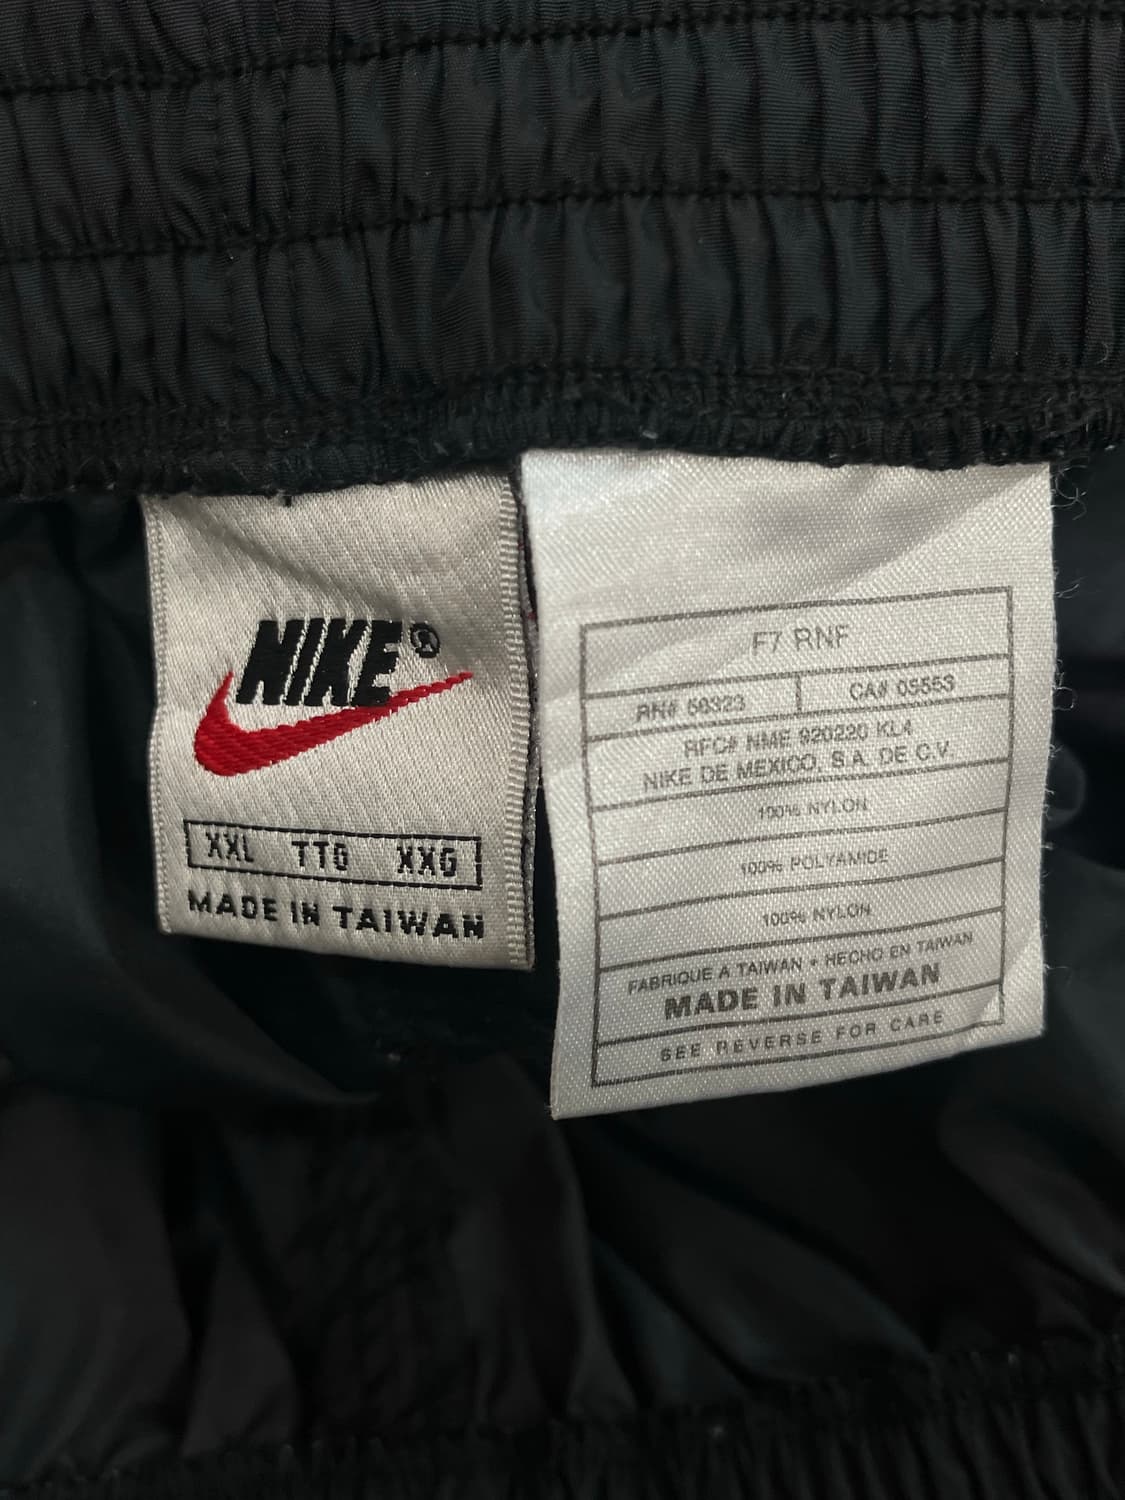 NIKE®
XXL TTG XXG
MADE IN TAIWAN
F7 RNF
RN# 56323 CA# 05553
RFC# NME 920220 KL4
NIKE DE MEXICO, S.A. DE C.V.
100% NYLON
100% POLYAMIDE
100% NYLON
FABRIQUE A TAIWAN • HECHO EN TAIWAN
MADE IN TAIWAN
SEE REVERSE FOR CARE